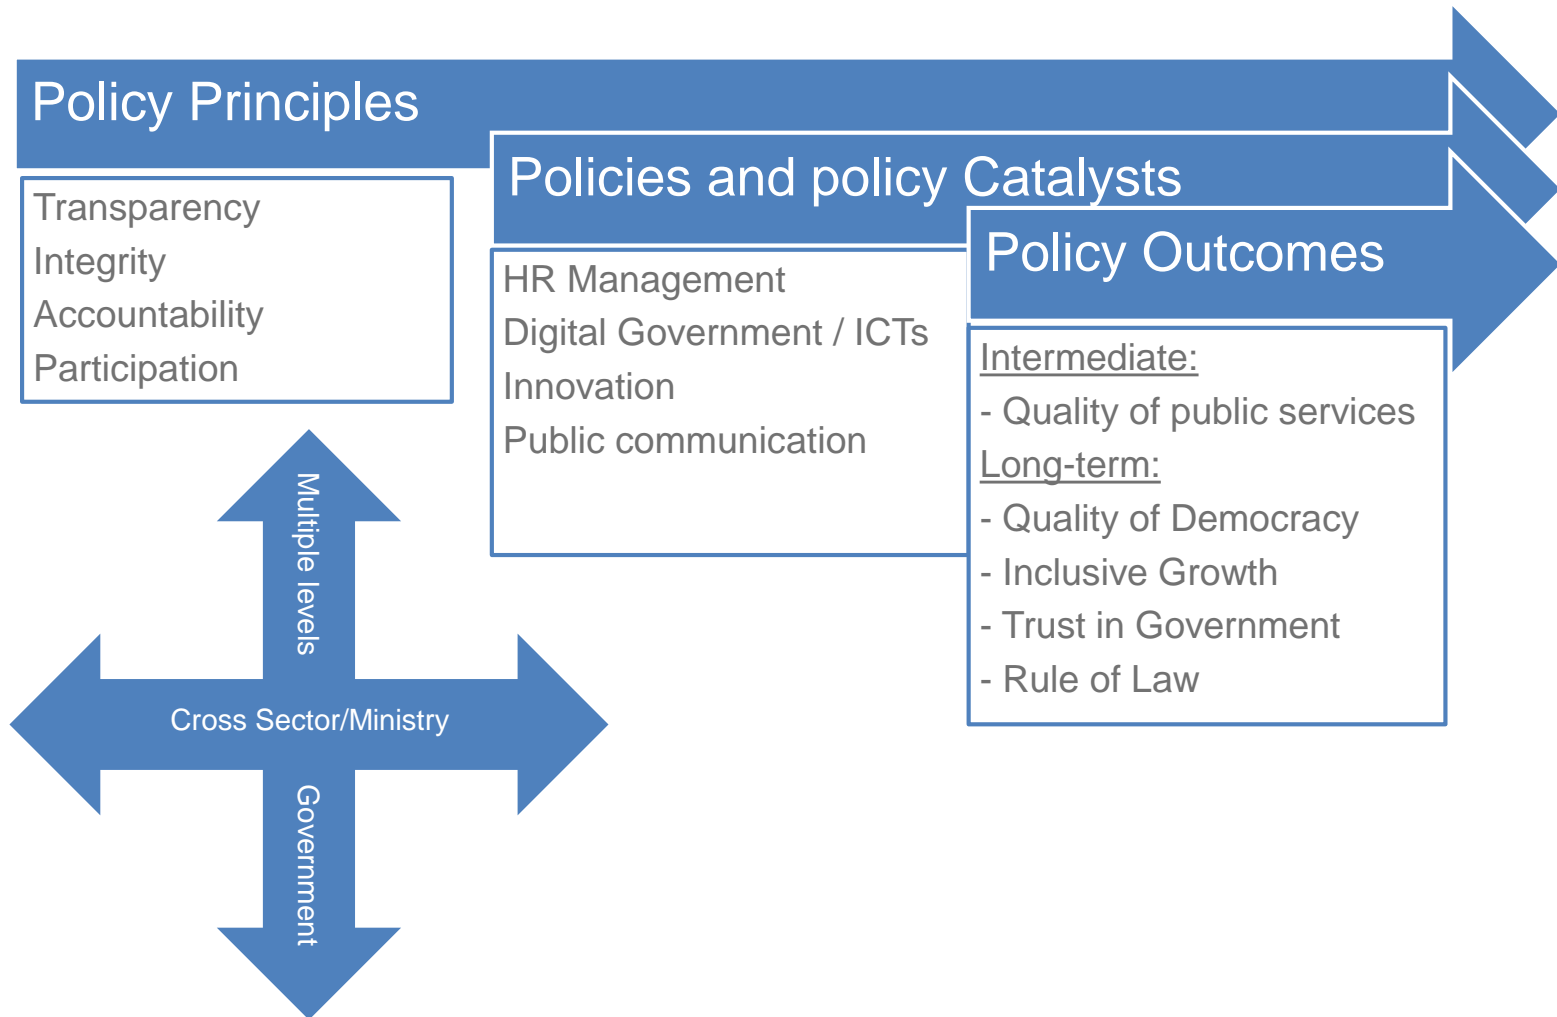 Policy Principles
Transparency
Integrity
Accountability
Participation
Policies and policy Catalysts
HR Management
Digital Government / ICTs
Innovation
Public communication
Policy Outcomes
Intermediate:
- Quality of public services
Long-term:
- Quality of Democracy
- Inclusive Growth
- Trust in Government
- Rule of Law
Multiple levels
Cross Sector/Ministry
Government